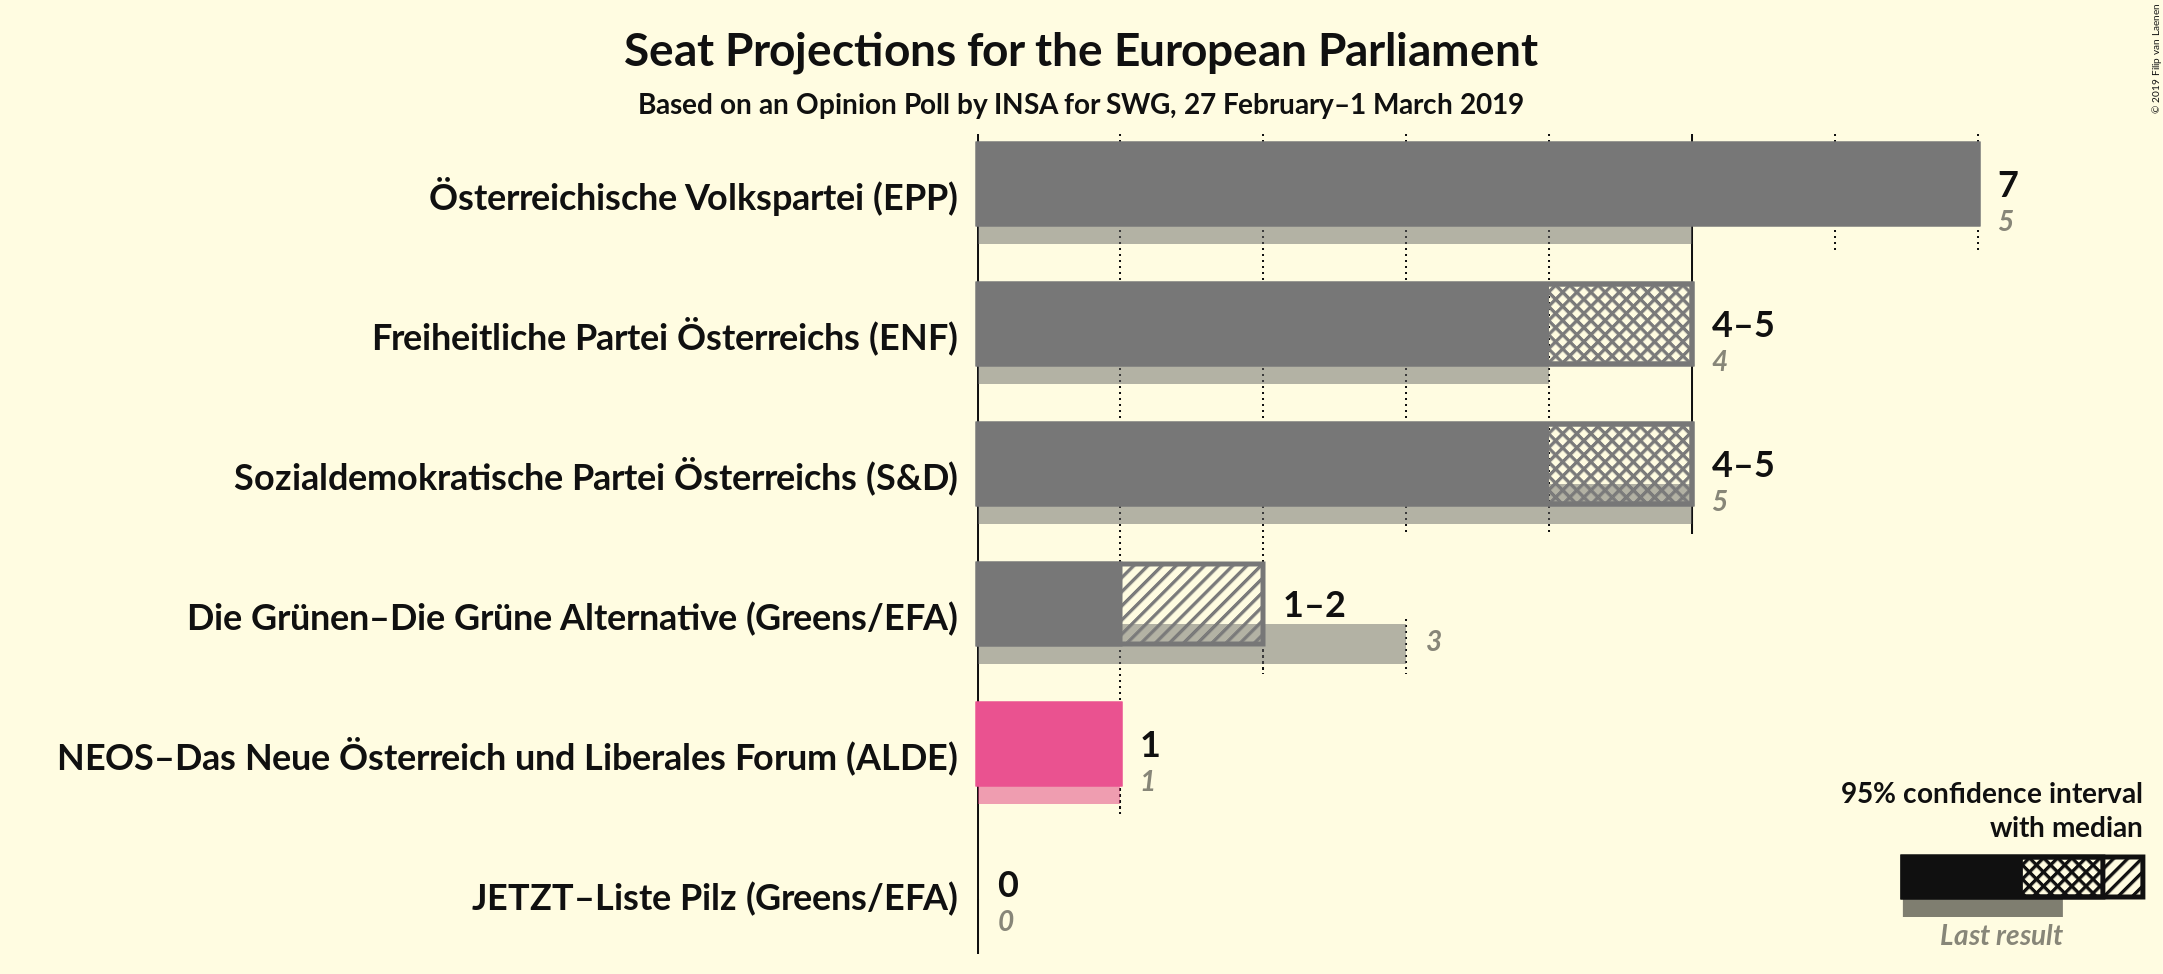 Seat Projections for the European Parliament
Based on an Opinion Poll by INSA for SWG, 27 February–1 March 2019
© 2019 Filip van Laenen
Österreichische Volkspartei (EPP)
7
5
Freiheitliche Partei Österreichs (ENF)
4–5
4
Sozialdemokratische Partei Österreichs (S&D)
4–5
5
Die Grünen–Die Grüne Alternative (Greens/EFA)
1–2
3
NEOS–Das Neue Österreich und Liberales Forum (ALDE)
1
1
JETZT–Liste Pilz (Greens/EFA)
0
0
95% confidence interval
with median
Last result